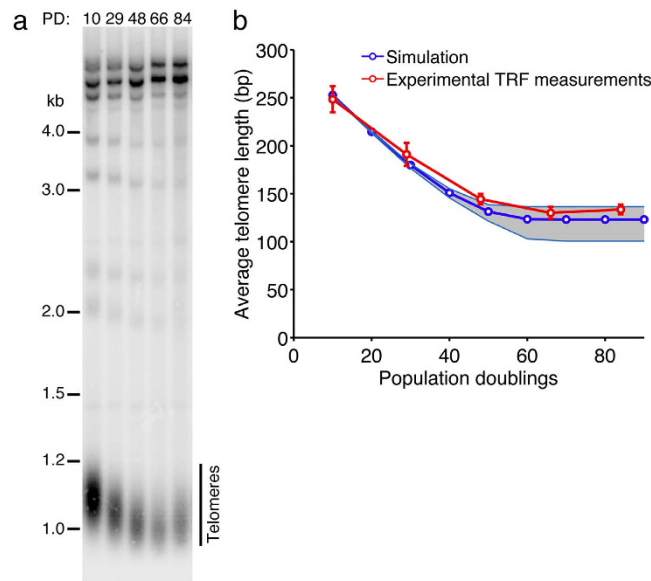 a
PD: 10 29 48 66 84
kb
4.0
3.0
2.0
1.5
1.2
1.0
Telomeres
b
300
250
200
150
100
50
0
Average telomere length (bp)
Simulation
Experimental TRF measurements
0 20 40 60 80
Population doublings